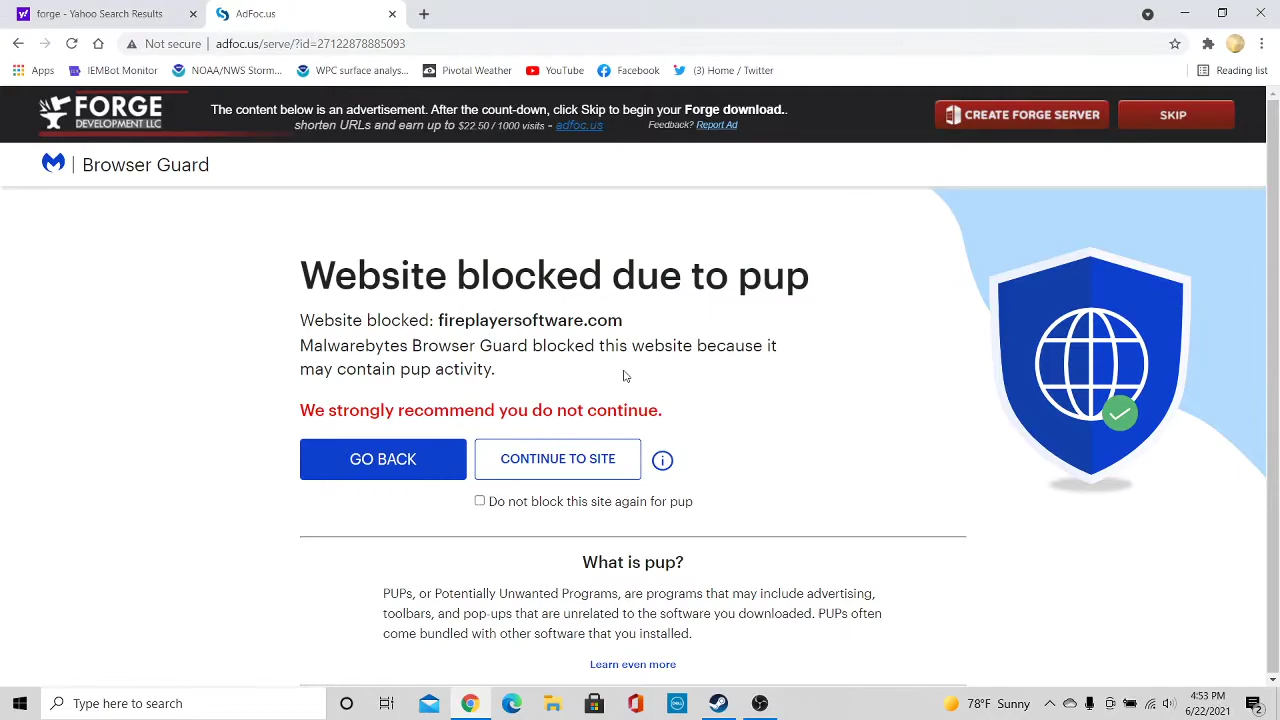 forge - Yahoo Search Results
AdFoc.us
Not secure | adfoc.us/serve/?id=27122878885093
Apps
IEMBot Monitor
NOAA/NWS Storm...
WPC surface analys...
Pivotal Weather
YouTube
Facebook
(3) Home / Twitter
Reading list
FORGE
DEVELOPMENT LLC
The content below is an advertisement. After the count-down, click Skip to begin your Forge download..
shorten URLs and earn up to $22.50 / 1000 visits - adfoc.us
Feedback? Report Ad
CREATE FORGE SERVER
SKIP
| Browser Guard
Website blocked due to pup
Website blocked: fireplayersoftware.com
Malwarebytes Browser Guard blocked this website because it
may contain pup activity.
We strongly recommend you do not continue.
GO BACK
CONTINUE TO SITE
Do not block this site again for pup
What is pup?
PUPs, or Potentially Unwanted Programs, are programs that may include advertising,
toolbars, and pop-ups that are unrelated to the software you downloaded. PUPs often
come bundled with other software that you installed.
Learn even more
Type here to search
DELL
78°F Sunny
4:53 PM
6/22/2021
2